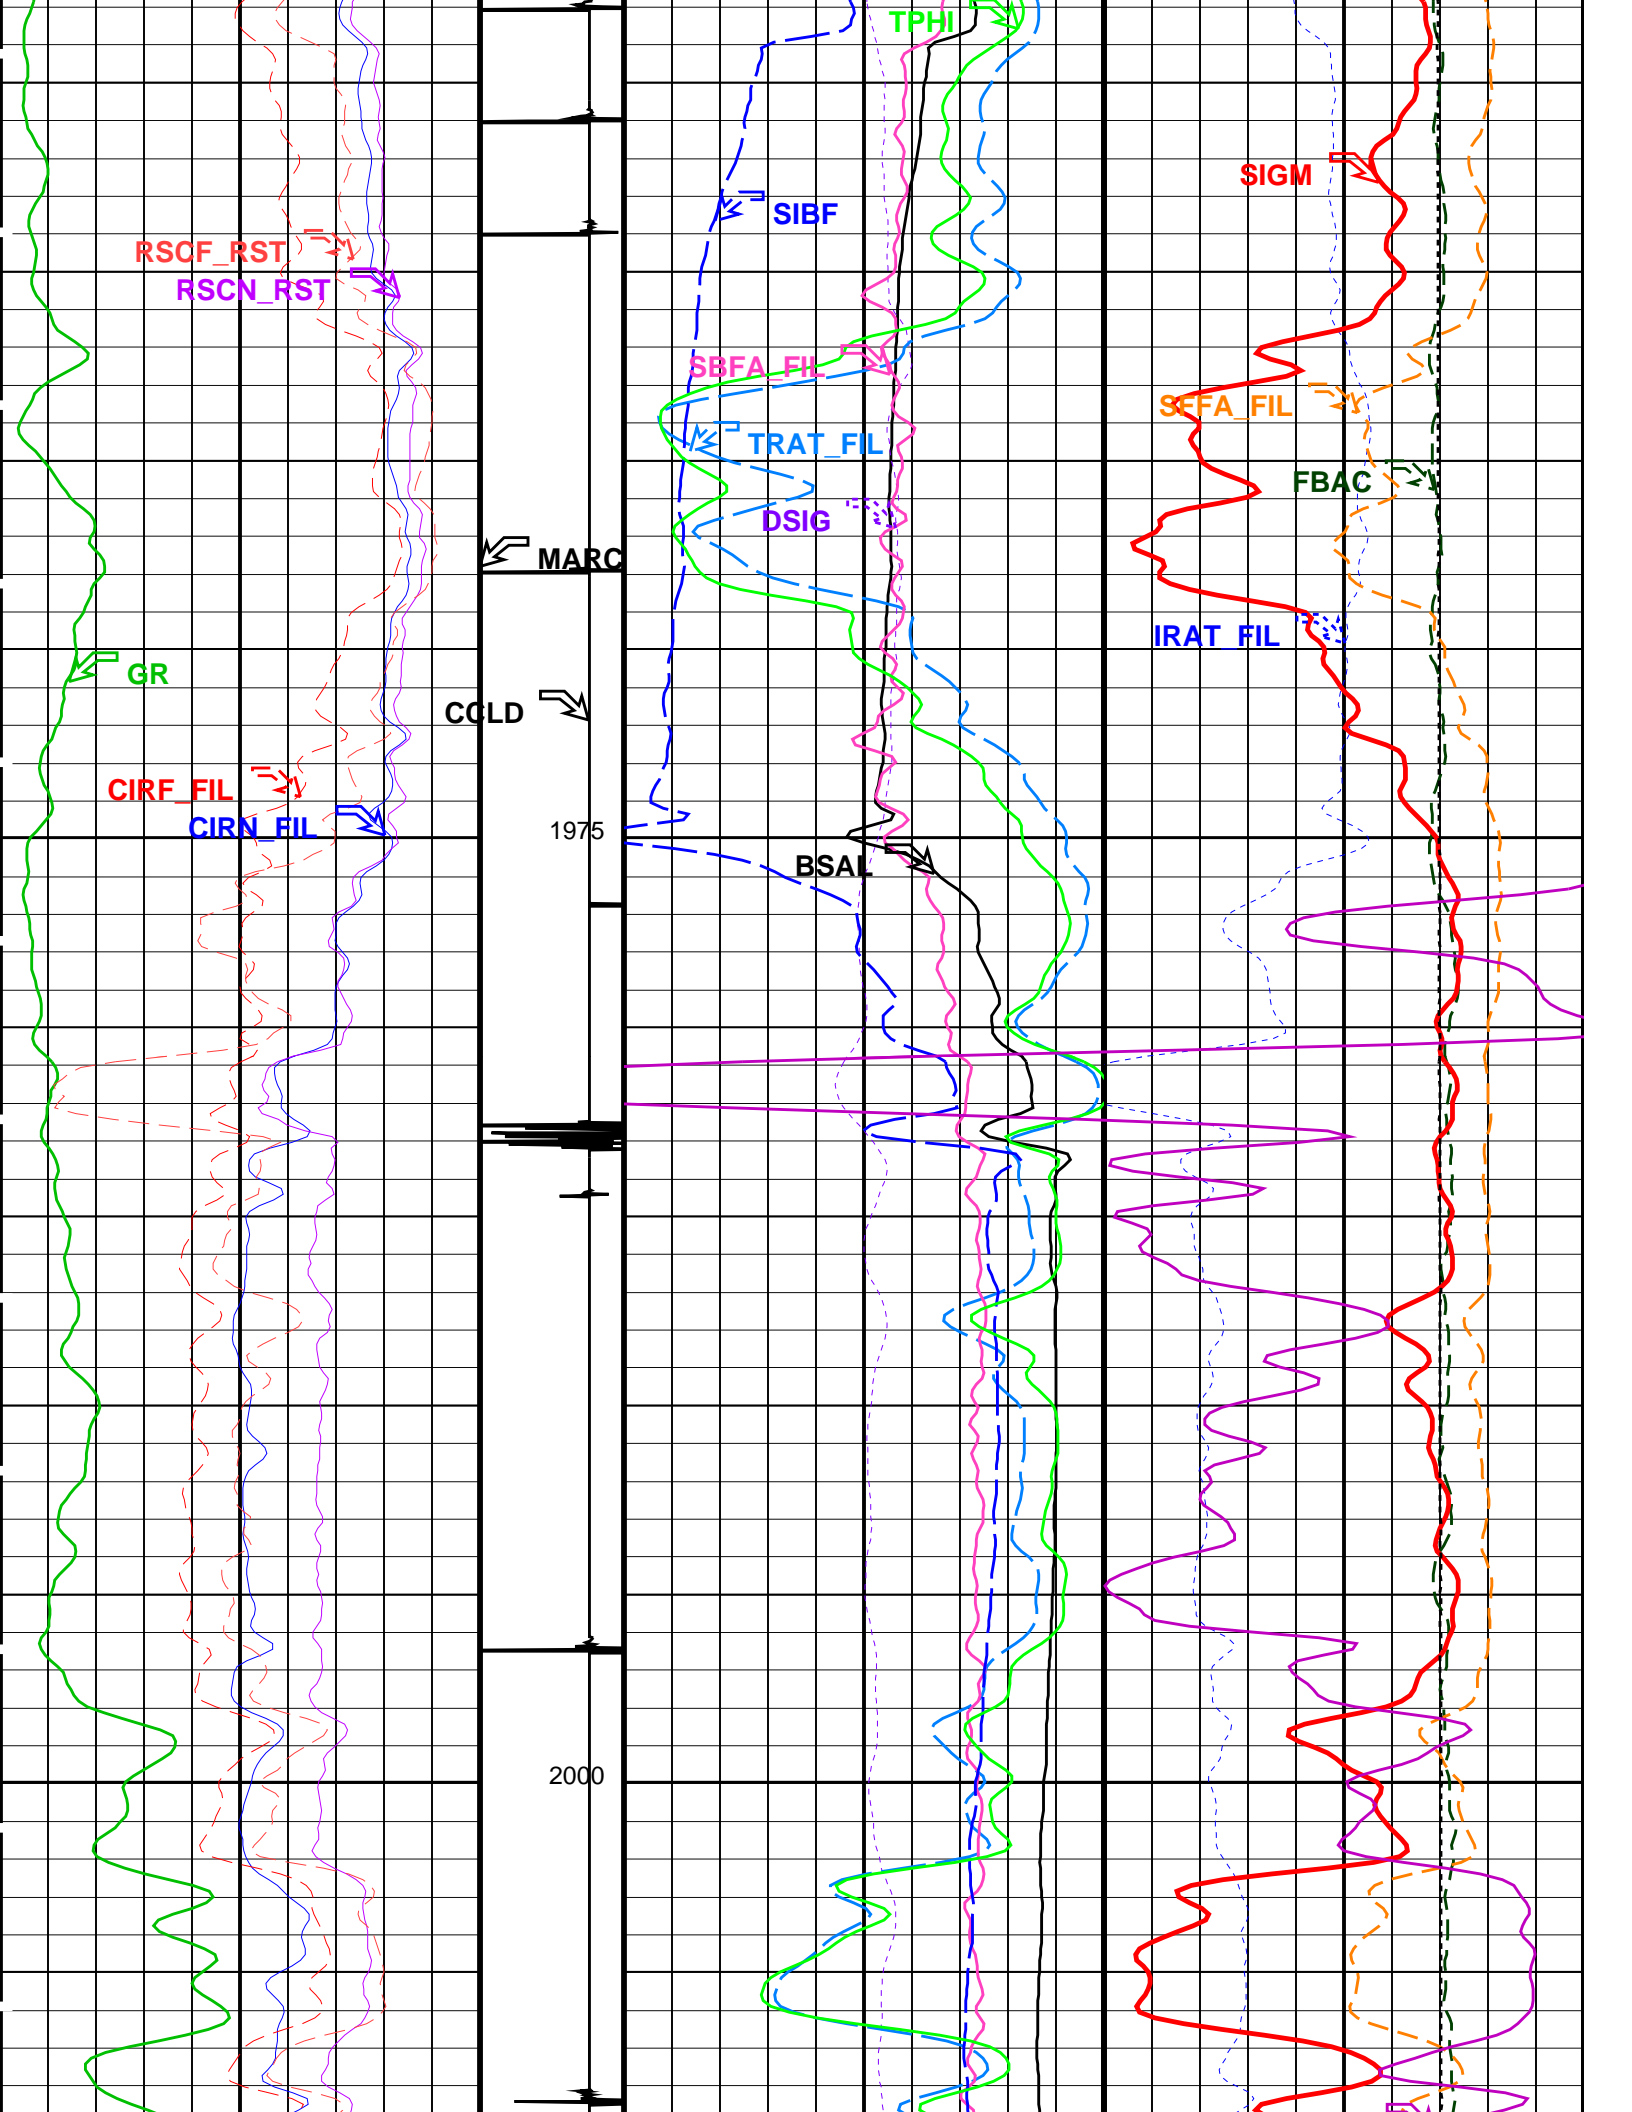 TPHI
SIGM
SIBF
RSCF_RST
RSCN_RST
SBFA_FIL
SFFA_FIL
TRAT_FIL
FBAC
DSIG
MARC
IRAT_FIL
GR
CCLD
CIRF_FIL
CIRN_FIL
1975
BSAL
2000